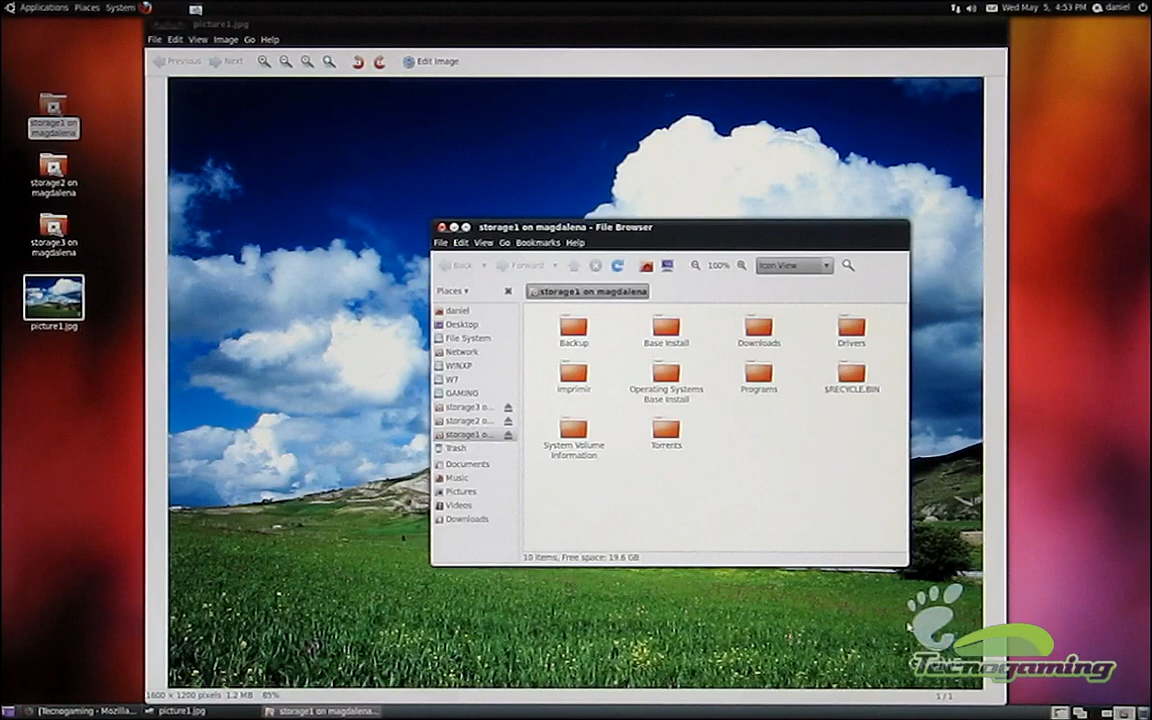 Applications Places System
Wed May 5, 4:53 PM daniel
picture1.jpg
File Edit View Image Go Help
Previous Next Edit Image
storage1 on
magdalena
storage2 on
magdalena
storage3 on
magdalena
picture1.jpg
storage1 on magdalena - File Browser
File Edit View Go Bookmarks Help
Back Forward 100% Icon View
Places storage1 on magdalena
daniel
Desktop
File System
Network
WINXP
W7
GAMING
storage3 o...
storage2 o...
storage1 o...
Trash
Documents
Music
Pictures
Videos
Downloads
Backup Base Install Downloads Drivers
imprimir Operating Systems Programs $RECYCLE.BIN
Base Install
System Volume Torrents
Information
10 items, Free space: 19.6 GB
Tecnogaming
1600 × 1200 pixels 1.2 MB 65% 1 / 1
[Tecnogaming - Mozilla... picture1.jpg storage1 on magdalena...